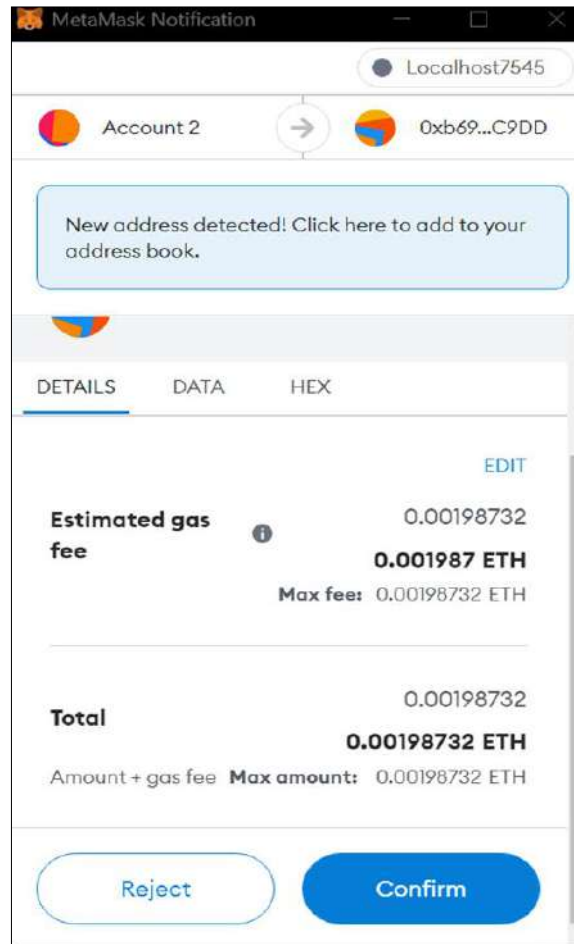 MetaMask Notification
Localhost7545
Account 2
0xb69...C9DD
New address detected! Click here to add to your
address book.
DETAILS DATA HEX
EDIT
Estimated gas
fee
0.00198732
0.001987 ETH
Max fee: 0.00198732 ETH
Total
0.00198732
0.00198732 ETH
Amount + gas fee Max amount: 0.00198732 ETH
Reject
Confirm